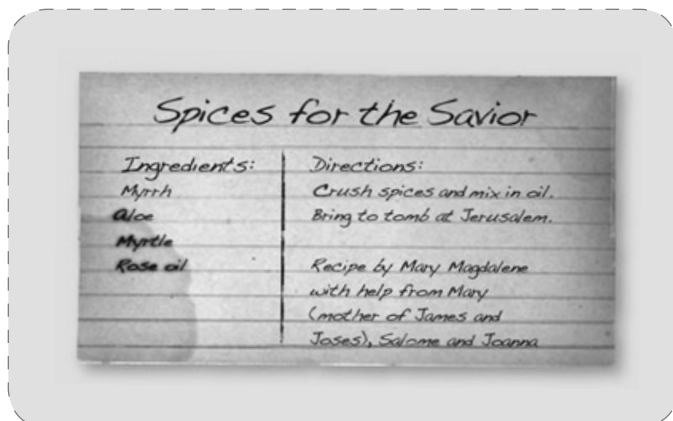 Spices for the Savior
Ingredients:
Myrrh
Aloe
Myrtle
Rose oil
Directions:
Crush spices and mix in oil.
Bring to tomb at Jerusalem.
Recipe by Mary Magdalene
with help from Mary
(mother of James and
Joses), Salome and Joanna